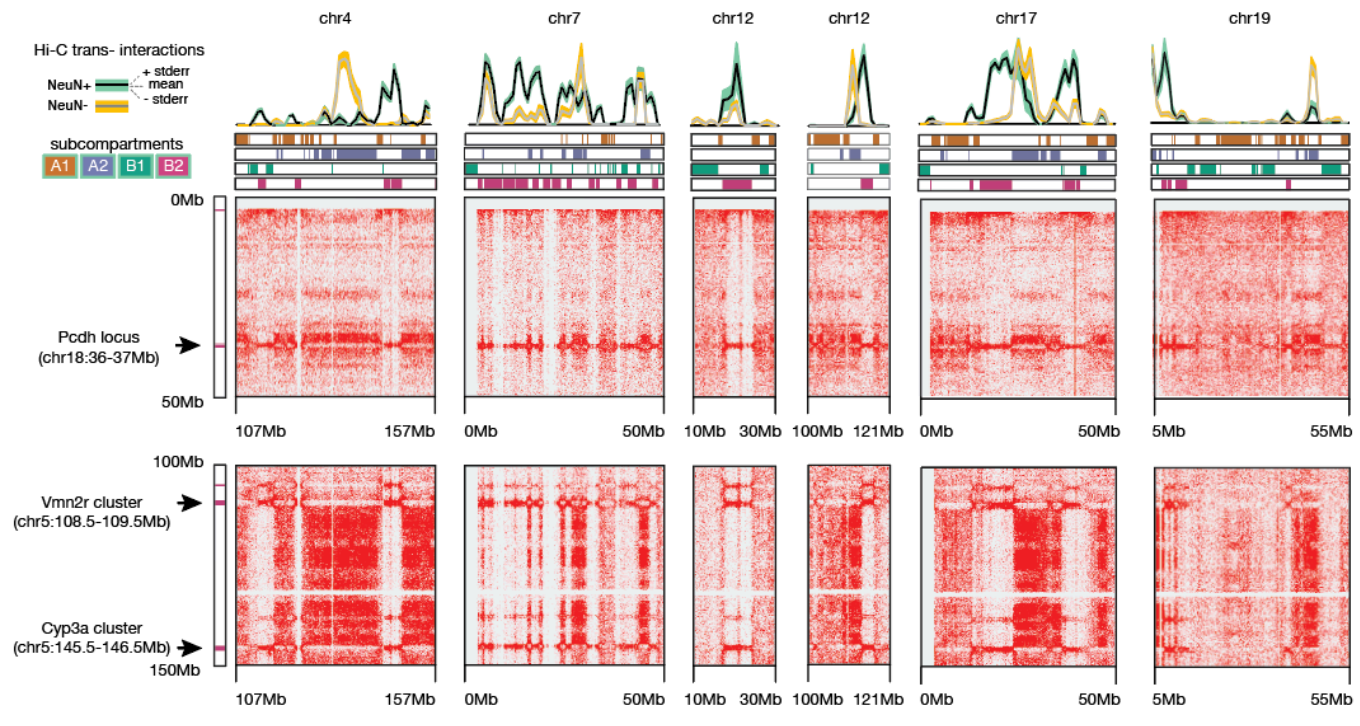 chr4 chr7 chr12 chr12 chr17 chr19
Hi-C trans- interactions
+ stderr
NeuN+ mean
- stderr
NeuN-
subcompartments
A1 A2 B1 B2
0Mb
Pcdh locus
(chr18:36-37Mb)
50Mb
107Mb 157Mb 0Mb 50Mb 10Mb 30Mb 100Mb 121Mb 0Mb 50Mb 5Mb 55Mb
100Mb
Vmn2r cluster
(chr5:108.5-109.5Mb)
Cyp3a cluster
(chr5:145.5-146.5Mb)
150Mb
107Mb 157Mb 0Mb 50Mb 10Mb 30Mb 100Mb 121Mb 0Mb 50Mb 5Mb 55Mb